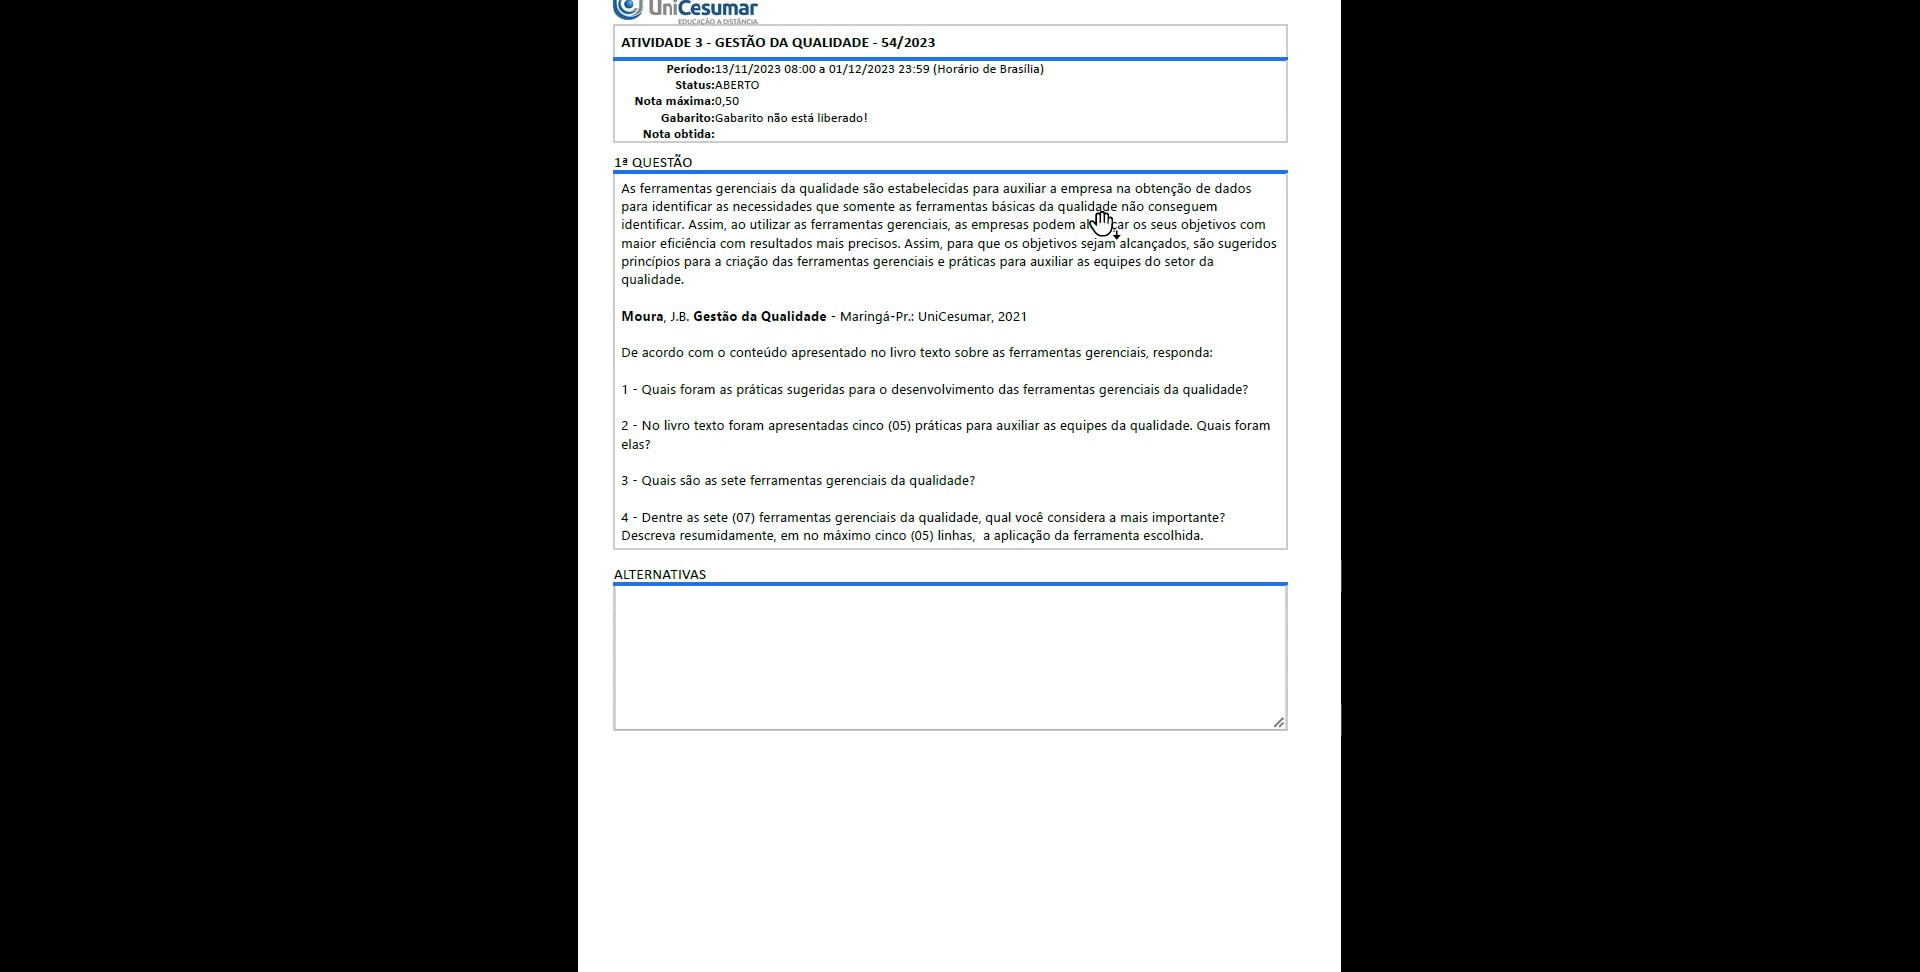 UniCesumar
EDUCAÇÃO A DISTÂNCIA
ATIVIDADE 3 - GESTÃO DA QUALIDADE - 54/2023
Período:13/11/2023 08:00 a 01/12/2023 23:59 (Horário de Brasília)
Status:ABERTO
Nota máxima:0,50
Gabarito:Gabarito não está liberado!
Nota obtida:
1ª QUESTÃO
As ferramentas gerenciais da qualidade são estabelecidas para auxiliar a empresa na obtenção de dados
para identificar as necessidades que somente as ferramentas básicas da qualidade não conseguem
identificar. Assim, ao utilizar as ferramentas gerenciais, as empresas podem os seus objetivos com
maior eficiência com resultados mais precisos. Assim, para que os objetivos sejam alcançados, são sugeridos
princípios para a criação das ferramentas gerenciais e práticas para auxiliar as equipes do setor da
qualidade.
Moura, J.B. Gestão da Qualidade - Maringá-Pr.: UniCesumar, 2021
De acordo com o conteúdo apresentado no livro texto sobre as ferramentas gerenciais, responda:
1 - Quais foram as práticas sugeridas para o desenvolvimento das ferramentas gerenciais da qualidade?
2 - No livro texto foram apresentadas cinco (05) práticas para auxiliar as equipes da qualidade. Quais foram
elas?
3 - Quais são as sete ferramentas gerenciais da qualidade?
4 - Dentre as sete (07) ferramentas gerenciais da qualidade, qual você considera a mais importante?
Descreva resumidamente, em no máximo cinco (05) linhas, a aplicação da ferramenta escolhida.
ALTERNATIVAS